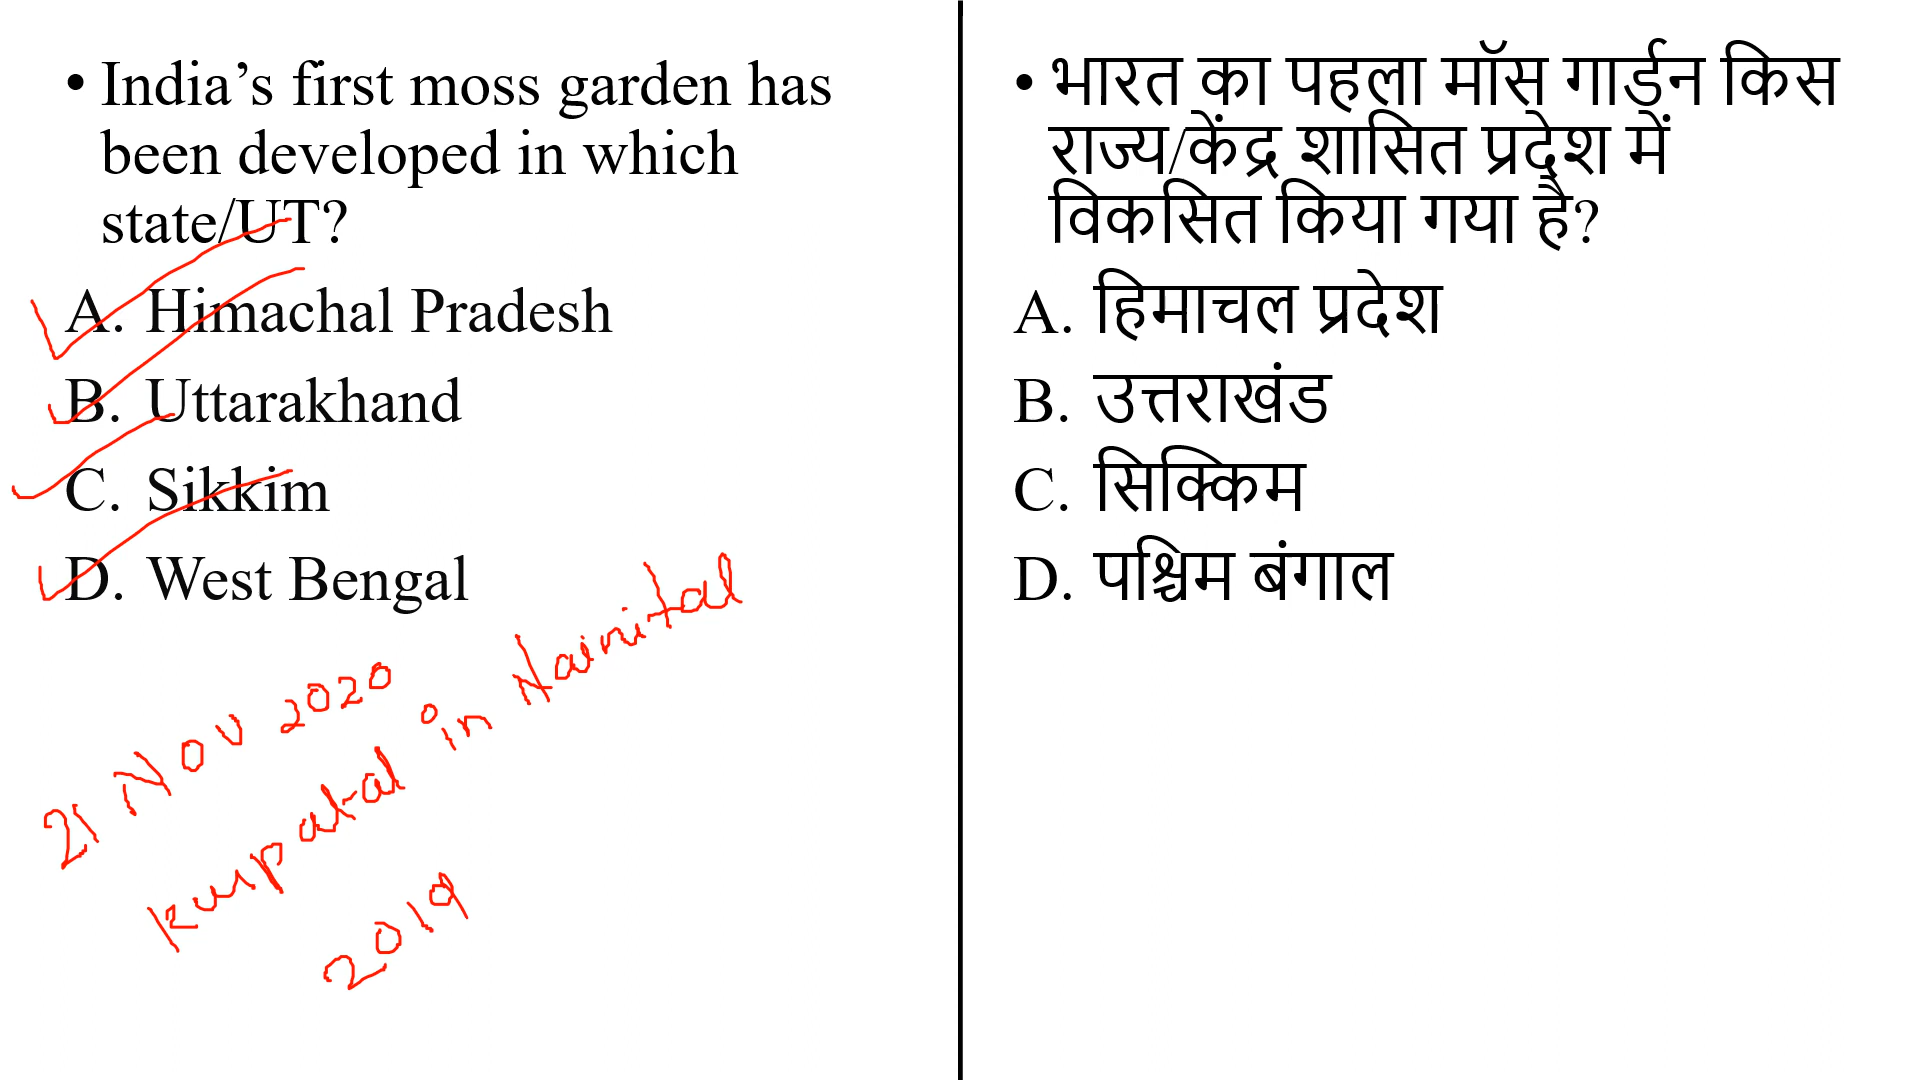 • India’s first moss garden has
been developed in which
state/UT?
A. Himachal Pradesh
B. Uttarakhand
C. Sikkim
D. West Bengal
21 Nov 2020
Kurpatal in Nainital
2019
• भारत का पहला मॉस गार्डन किस
राज्य/केंद्र शासित प्रदेश में
विकसित किया गया है?
A. हिमाचल प्रदेश
B. उत्तराखंड
C. सिक्किम
D. पश्चिम बंगाल